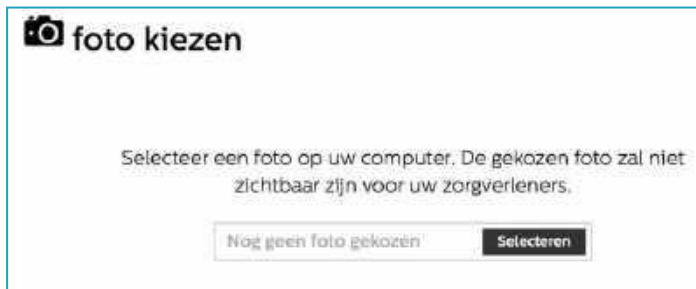 foto kiezen
Selecteer een foto op uw computer. De gekozen foto zal niet
zichtbaar zijn voor uw zorgverleners.
Nog geen foto gekozen Selecteren